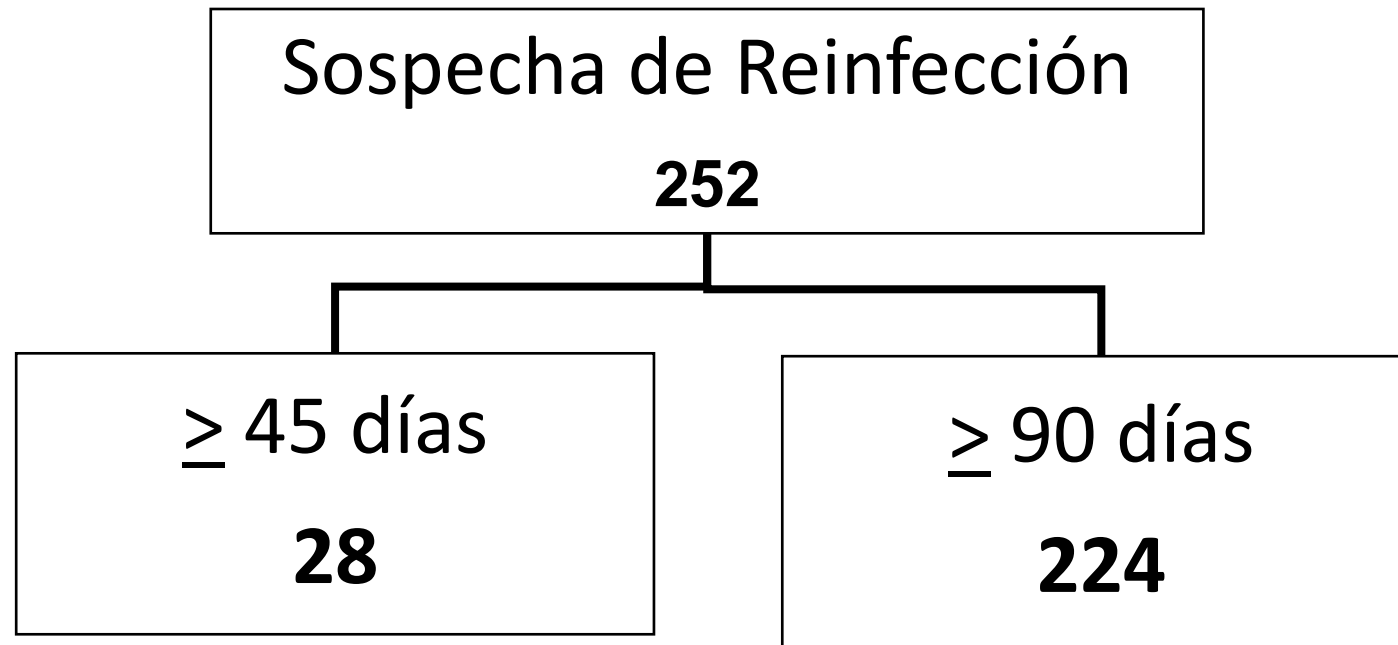 Sospecha de Reinfección
252
≥ 45 días
28
≥ 90 días
224